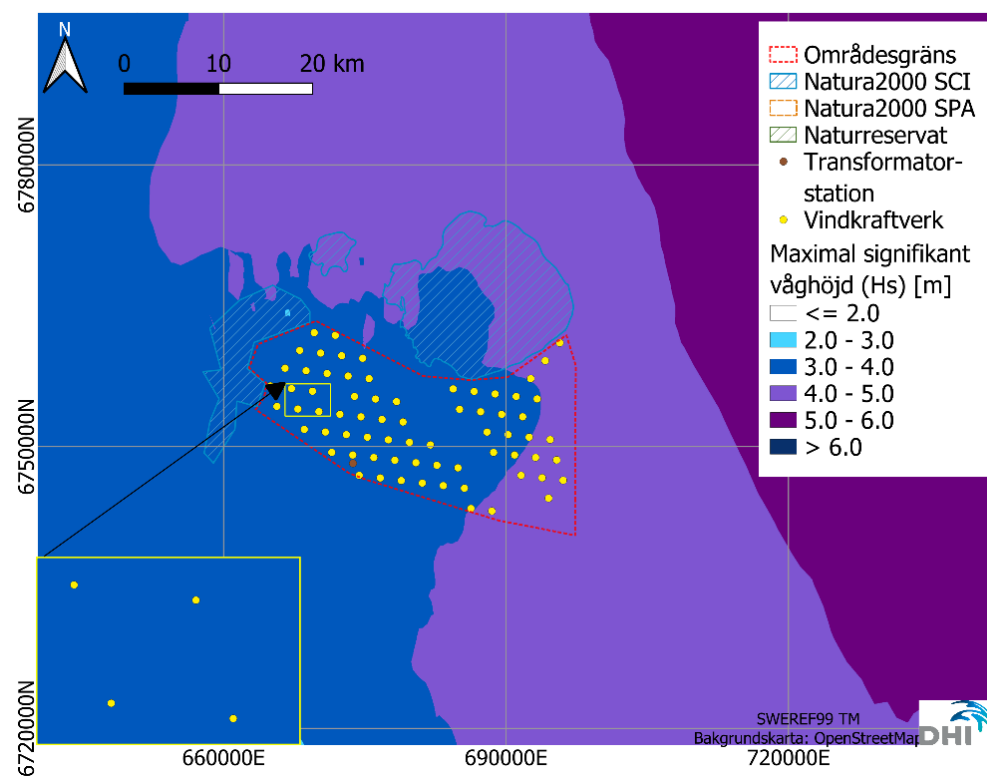 N
0 10 20 km
Områdesgräns
Natura2000 SCI
Natura2000 SPA
Naturreservat
Transformator-
station
Vindkraftverk
Maximal signifikant
våghöjd (Hs) [m]
<= 2.0
2.0 - 3.0
3.0 - 4.0
4.0 - 5.0
5.0 - 6.0
> 6.0
6780000N
6750000N
6720000N
SWEREF99 TM
Bakgrundskarta: OpenStreetMap
DHI
660000E 690000E 720000E